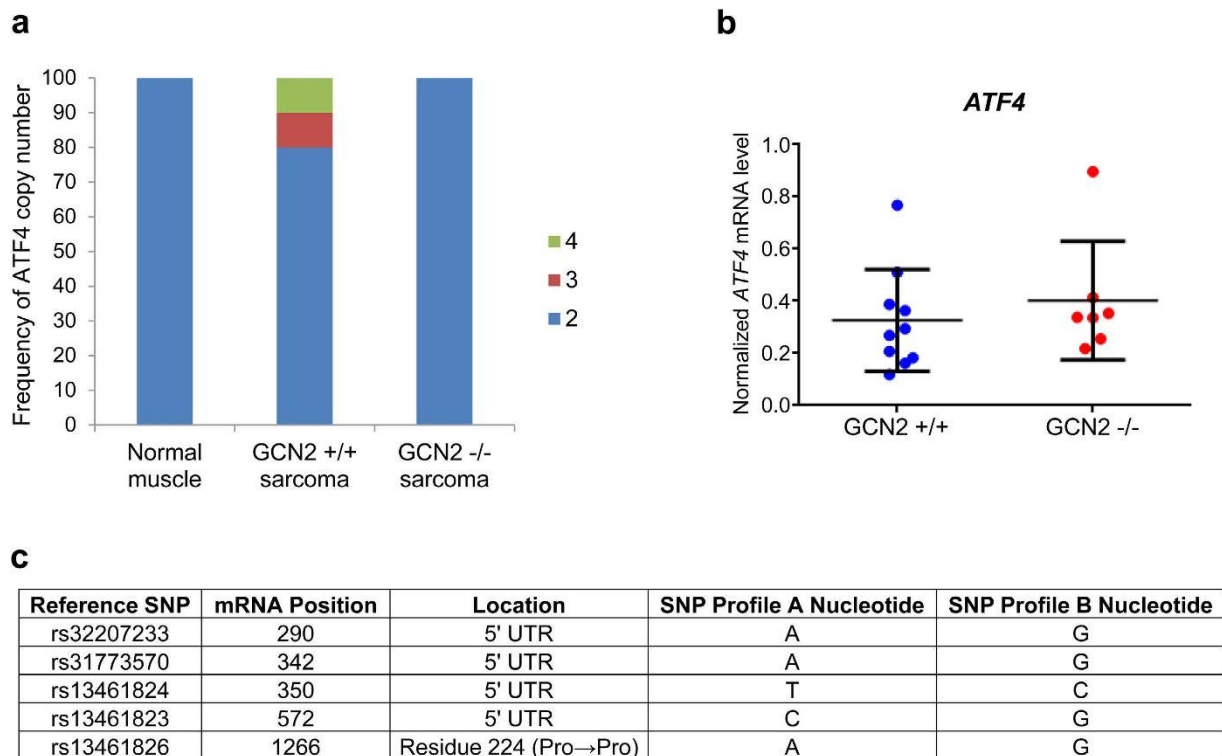 a
Frequency of ATF4 copy number
100
90
80
70
60
50
40
30
20
10
0
Normal muscle
GCN2 +/+ sarcoma
GCN2 -/- sarcoma
4
3
2
b
ATF4
Normalized ATF4 mRNA level
1.0
0.8
0.6
0.4
0.2
0.0
GCN2 +/+
GCN2 -/-
c
Reference SNP mRNA Position Location SNP Profile A Nucleotide SNP Profile B Nucleotide
rs32207233 290 5' UTR A G
rs31773570 342 5' UTR A G
rs13461824 350 5' UTR T C
rs13461823 572 5' UTR C G
rs13461826 1266 Residue 224 (Pro→Pro) A G